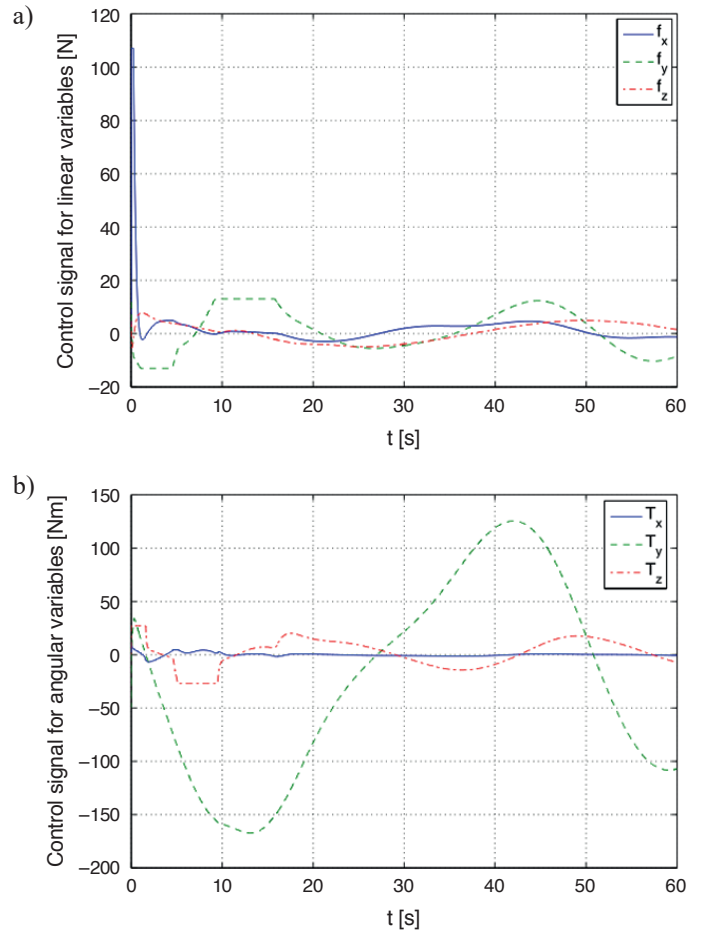 a)
Control signal for linear variables [N]
120
100
80
60
40
20
0
−20
0 10 20 30 40 50 60
t [s]
f_x
f_y
f_z
b)
Control signal for angular variables [Nm]
150
100
50
0
−50
−100
−150
−200
0 10 20 30 40 50 60
t [s]
T_x
T_y
T_z